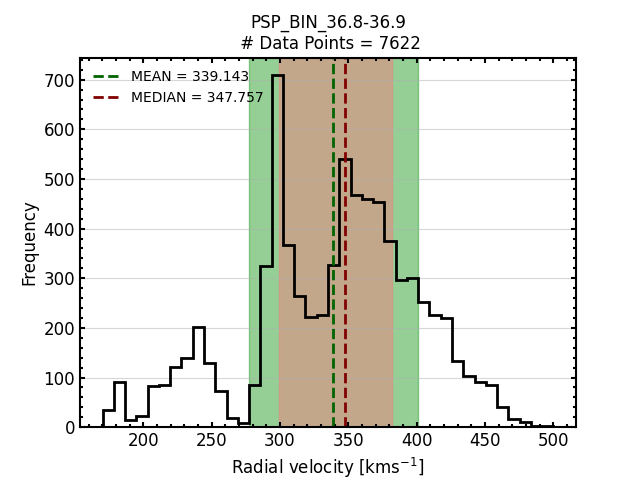 PSP_BIN_36.8-36.9
# Data Points = 7622
MEAN = 339.143
MEDIAN = 347.757
700
600
500
400
300
200
100
0
Frequency
200 250 300 350 400 450 500
Radial velocity [kms⁻¹]